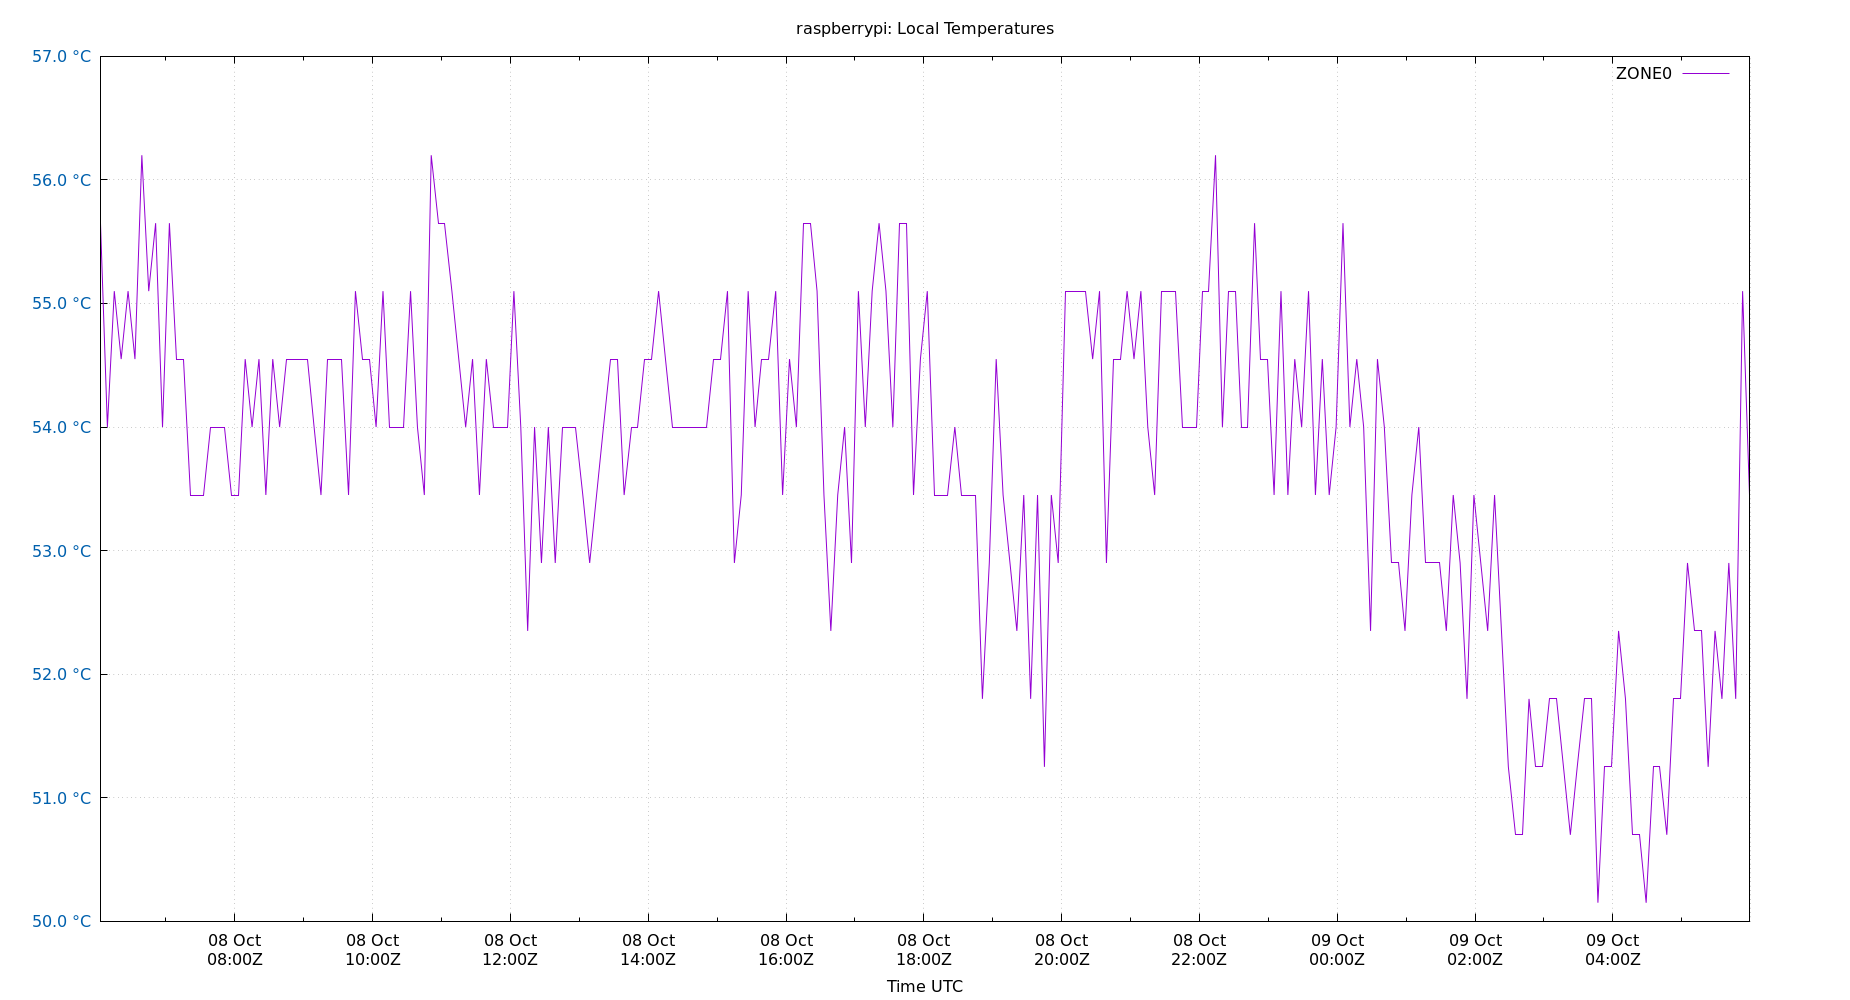 raspberrypi: Local Temperatures
57.0 °C
ZONE0
56.0 °C
55.0 °C
54.0 °C
53.0 °C
52.0 °C
51.0 °C
50.0 °C
08 Oct 08 Oct 08 Oct 08 Oct 08 Oct 08 Oct 08 Oct 08 Oct 09 Oct 09 Oct 09 Oct
08:00Z 10:00Z 12:00Z 14:00Z 16:00Z 18:00Z 20:00Z 22:00Z 00:00Z 02:00Z 04:00Z
Time UTC